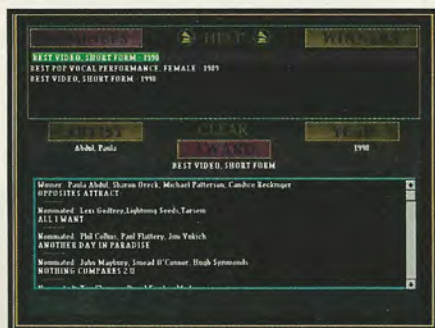 HELP
WINNERS
BEST VIDEO, SHORT FORM - 1990
BEST POP VOCAL PERFORMANCE, FEMALE - 1989
BEST VIDEO, SHORT FORM - 1990
ARTIST
CLEAR
YEAR
Abdul, Paula
AWARD
1990
BEST VIDEO, SHORT FORM
Winner: Paula Abdul, Sharon Oreck, Michael Patterson, Candice Reckinger
OPPOSITES ATTRACT
Nominated: Lexi Godfrey, Lightning Seeds, Tarsem
ALL I WANT
Nominated: Phil Collins, Paul Flattery, Jim Yukich
ANOTHER DAY IN PARADISE
Nominated: John Maybury, Sinead O'Connor, Hugh Symmonds
NOTHING COMPARES 2 U